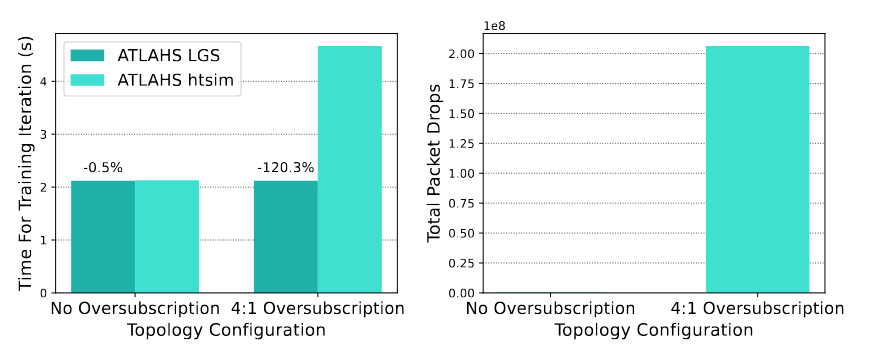 Time For Training Iteration (s)
4
3
2
1
0
ATLAHS LGS
ATLAHS htsim
-0.5%
-120.3%
No Oversubscription
4:1 Oversubscription
Topology Configuration
1e8
Total Packet Drops
2.00
1.75
1.50
1.25
1.00
0.75
0.50
0.25
0.00
No Oversubscription
4:1 Oversubscription
Topology Configuration